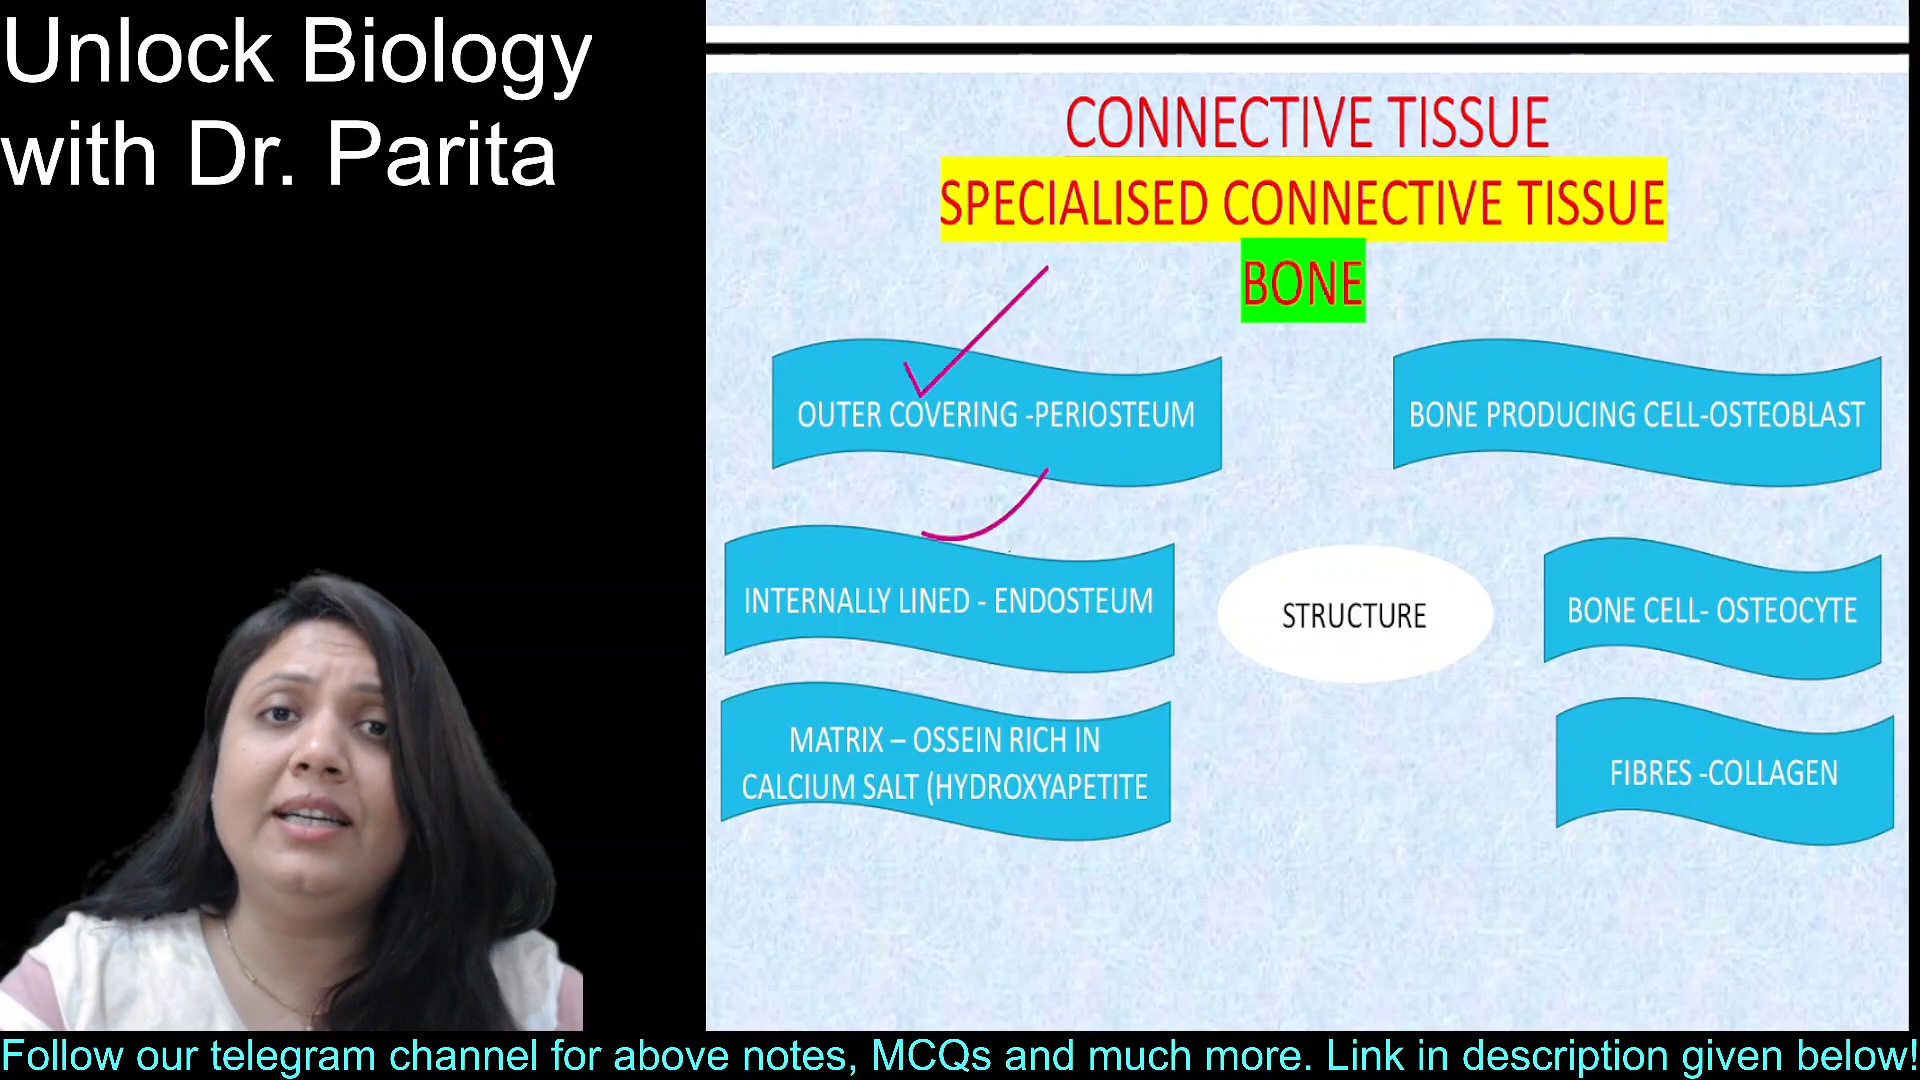 Unlock Biology
with Dr. Parita
CONNECTIVE TISSUE
SPECIALISED CONNECTIVE TISSUE
BONE
OUTER COVERING -PERIOSTEUM
BONE PRODUCING CELL-OSTEOBLAST
INTERNALLY LINED - ENDOSTEUM
STRUCTURE
BONE CELL- OSTEOCYTE
MATRIX – OSSEIN RICH IN
CALCIUM SALT (HYDROXYAPETITE
FIBRES -COLLAGEN
Follow our telegram channel for above notes, MCQs and much more. Link in description given below!